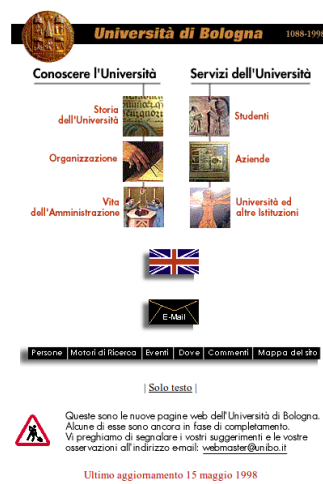 Università di Bologna 1088-1998
Conoscere l'Università
Servizi dell'Università
Storia
dell'Università
Studenti
Organizzazione
Aziende
Vita
dell'Amministrazione
Università ed
altre Istituzioni
E-Mail
Persone | Motori di Ricerca | Eventi | Dove | Commenti | Mappa del sito
| Solo testo |
Queste sono le nuove pagine web dell'Università di Bologna.
Alcune di esse sono ancora in fase di completamento.
Vi preghiamo di segnalare i vostri suggerimenti e le vostre
osservazioni all'indirizzo e-mail: webmaster@unibo.it
Ultimo aggiornamento 15 maggio 1998